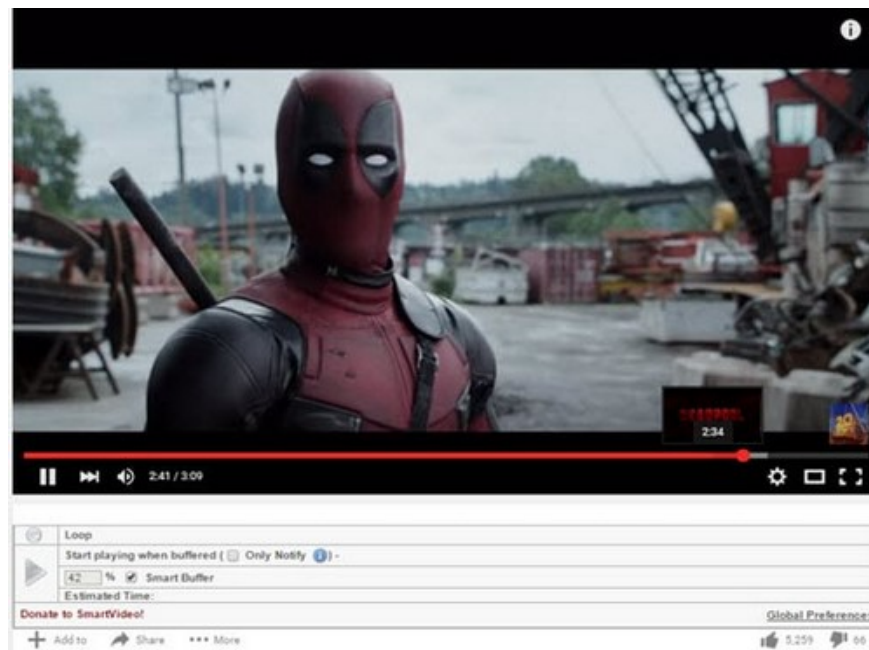 DEADPOOL
2:34
2:41 / 3:09
Loop
Start playing when buffered ( Only Notify ) -
42 % Smart Buffer
Estimated Time:
Donate to SmartVideo! Global Preference
Add to Share ••• More 5,259 66